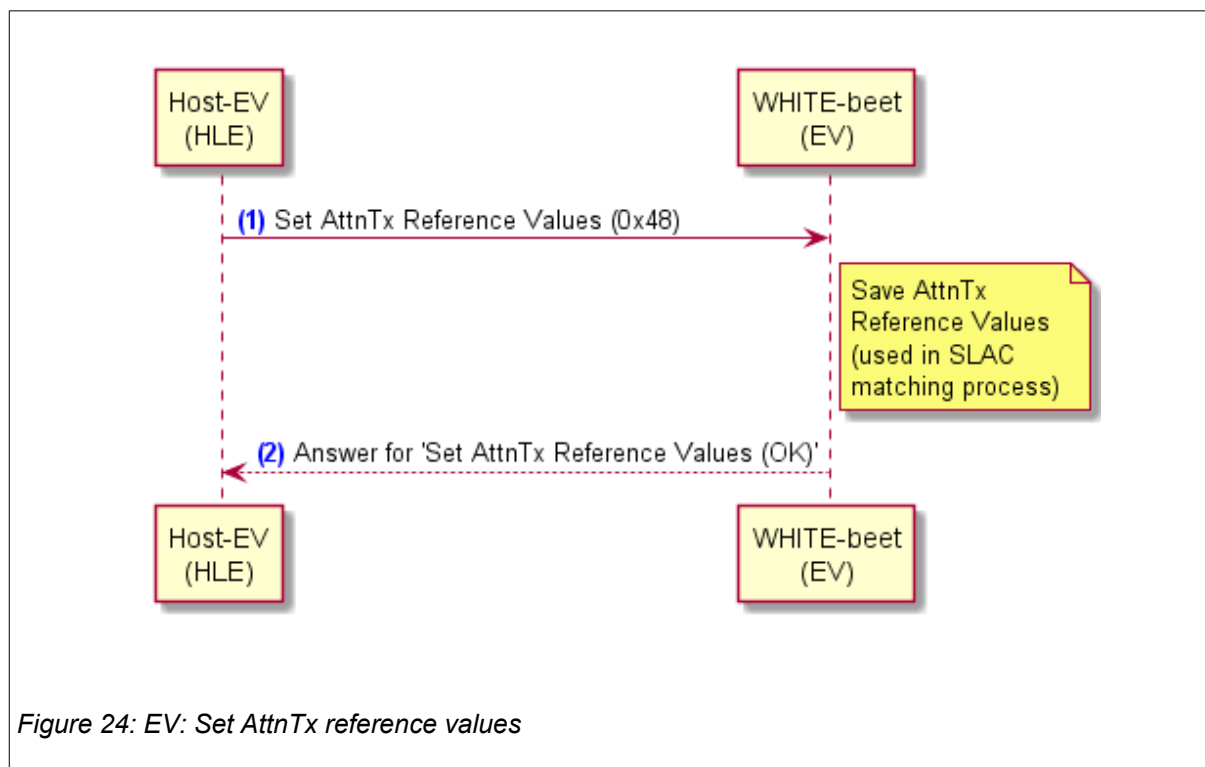 Host-EV
(HLE)
WHITE-beet
(EV)
(1) Set AttnTx Reference Values (0x48)
Save AttnTx
Reference Values
(used in SLAC
matching process)
(2) Answer for 'Set AttnTx Reference Values (OK)'
Host-EV
(HLE)
WHITE-beet
(EV)
Figure 24: EV: Set AttnTx reference values